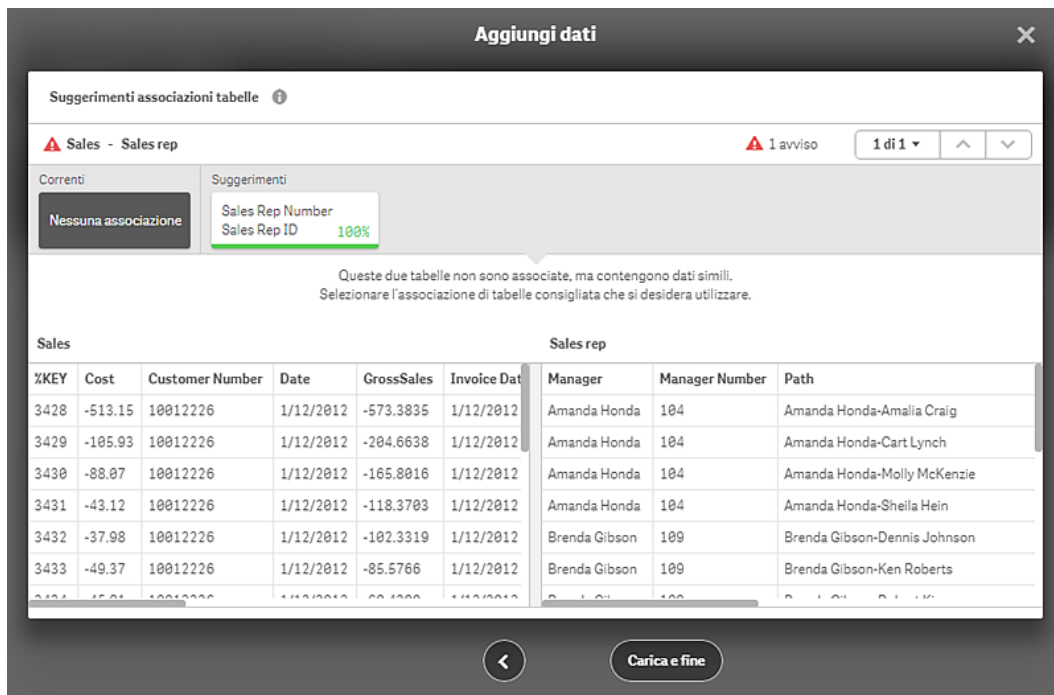 Aggiungi dati
Suggerimenti associazioni tabelle
Sales - Sales rep 1 avviso 1 di 1
Correnti Suggerimenti
Nessuna associazione
Sales Rep Number
Sales Rep ID 100%
Queste due tabelle non sono associate, ma contengono dati simili.
Selezionare l'associazione di tabelle consigliata che si desidera utilizzare.
Sales Sales rep
%KEY Cost Customer Number Date GrossSales Invoice Dat Manager Manager Number Path
3428 -513.15 10012226 1/12/2012 -573.3835 1/12/2012 Amanda Honda 104 Amanda Honda-Amalia Craig
3429 -105.93 10012226 1/12/2012 -204.6638 1/12/2012 Amanda Honda 104 Amanda Honda-Cart Lynch
3430 -88.07 10012226 1/12/2012 -165.8016 1/12/2012 Amanda Honda 104 Amanda Honda-Molly McKenzie
3431 -43.12 10012226 1/12/2012 -118.3703 1/12/2012 Amanda Honda 104 Amanda Honda-Sheila Hein
3432 -37.98 10012226 1/12/2012 -102.3319 1/12/2012 Brenda Gibson 109 Brenda Gibson-Dennis Johnson
3433 -49.37 10012226 1/12/2012 -85.5766 1/12/2012 Brenda Gibson 109 Brenda Gibson-Ken Roberts
Carica e fine